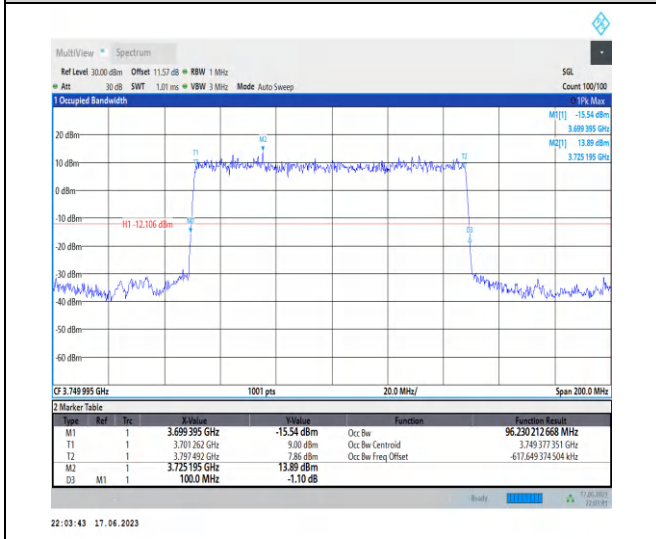 MultiView Spectrum
Ref Level 30.00 dBm Offset 11.57 dB RBW 1 MHz SGL
Att 30 dB SWT 1.01 ms VBW 3 MHz Mode Auto Sweep Count 100/100
1 Occupied Bandwidth 1Pk Max
M1[1] -15.54 dBm
3.699 395 GHz
M2[1] 13.89 dBm
3.725 195 GHz
20 dBm
M2
T1
T2
10 dBm
0 dBm
-10 dBm
H1 -12.106 dBm
M1
D3
-20 dBm
-30 dBm
-40 dBm
-50 dBm
-60 dBm
CF 3.749 995 GHz 1001 pts 20.0 MHz/ Span 200.0 MHz
2 Marker Table
Type Ref Trc X-Value Y-Value Function Function Result
M1 1 3.699 395 GHz -15.54 dBm Occ Bw 96.230 212 668 MHz
T1 1 3.701 262 GHz 9.00 dBm Occ Bw Centroid 3.749 377 351 GHz
T2 1 3.797 492 GHz 7.86 dBm Occ Bw Freq Offset -617.649 374 504 kHz
M2 1 3.725 195 GHz 13.89 dBm
D3 M1 1 100.0 MHz -1.10 dB
Ready
22:03:43 17.06.2023